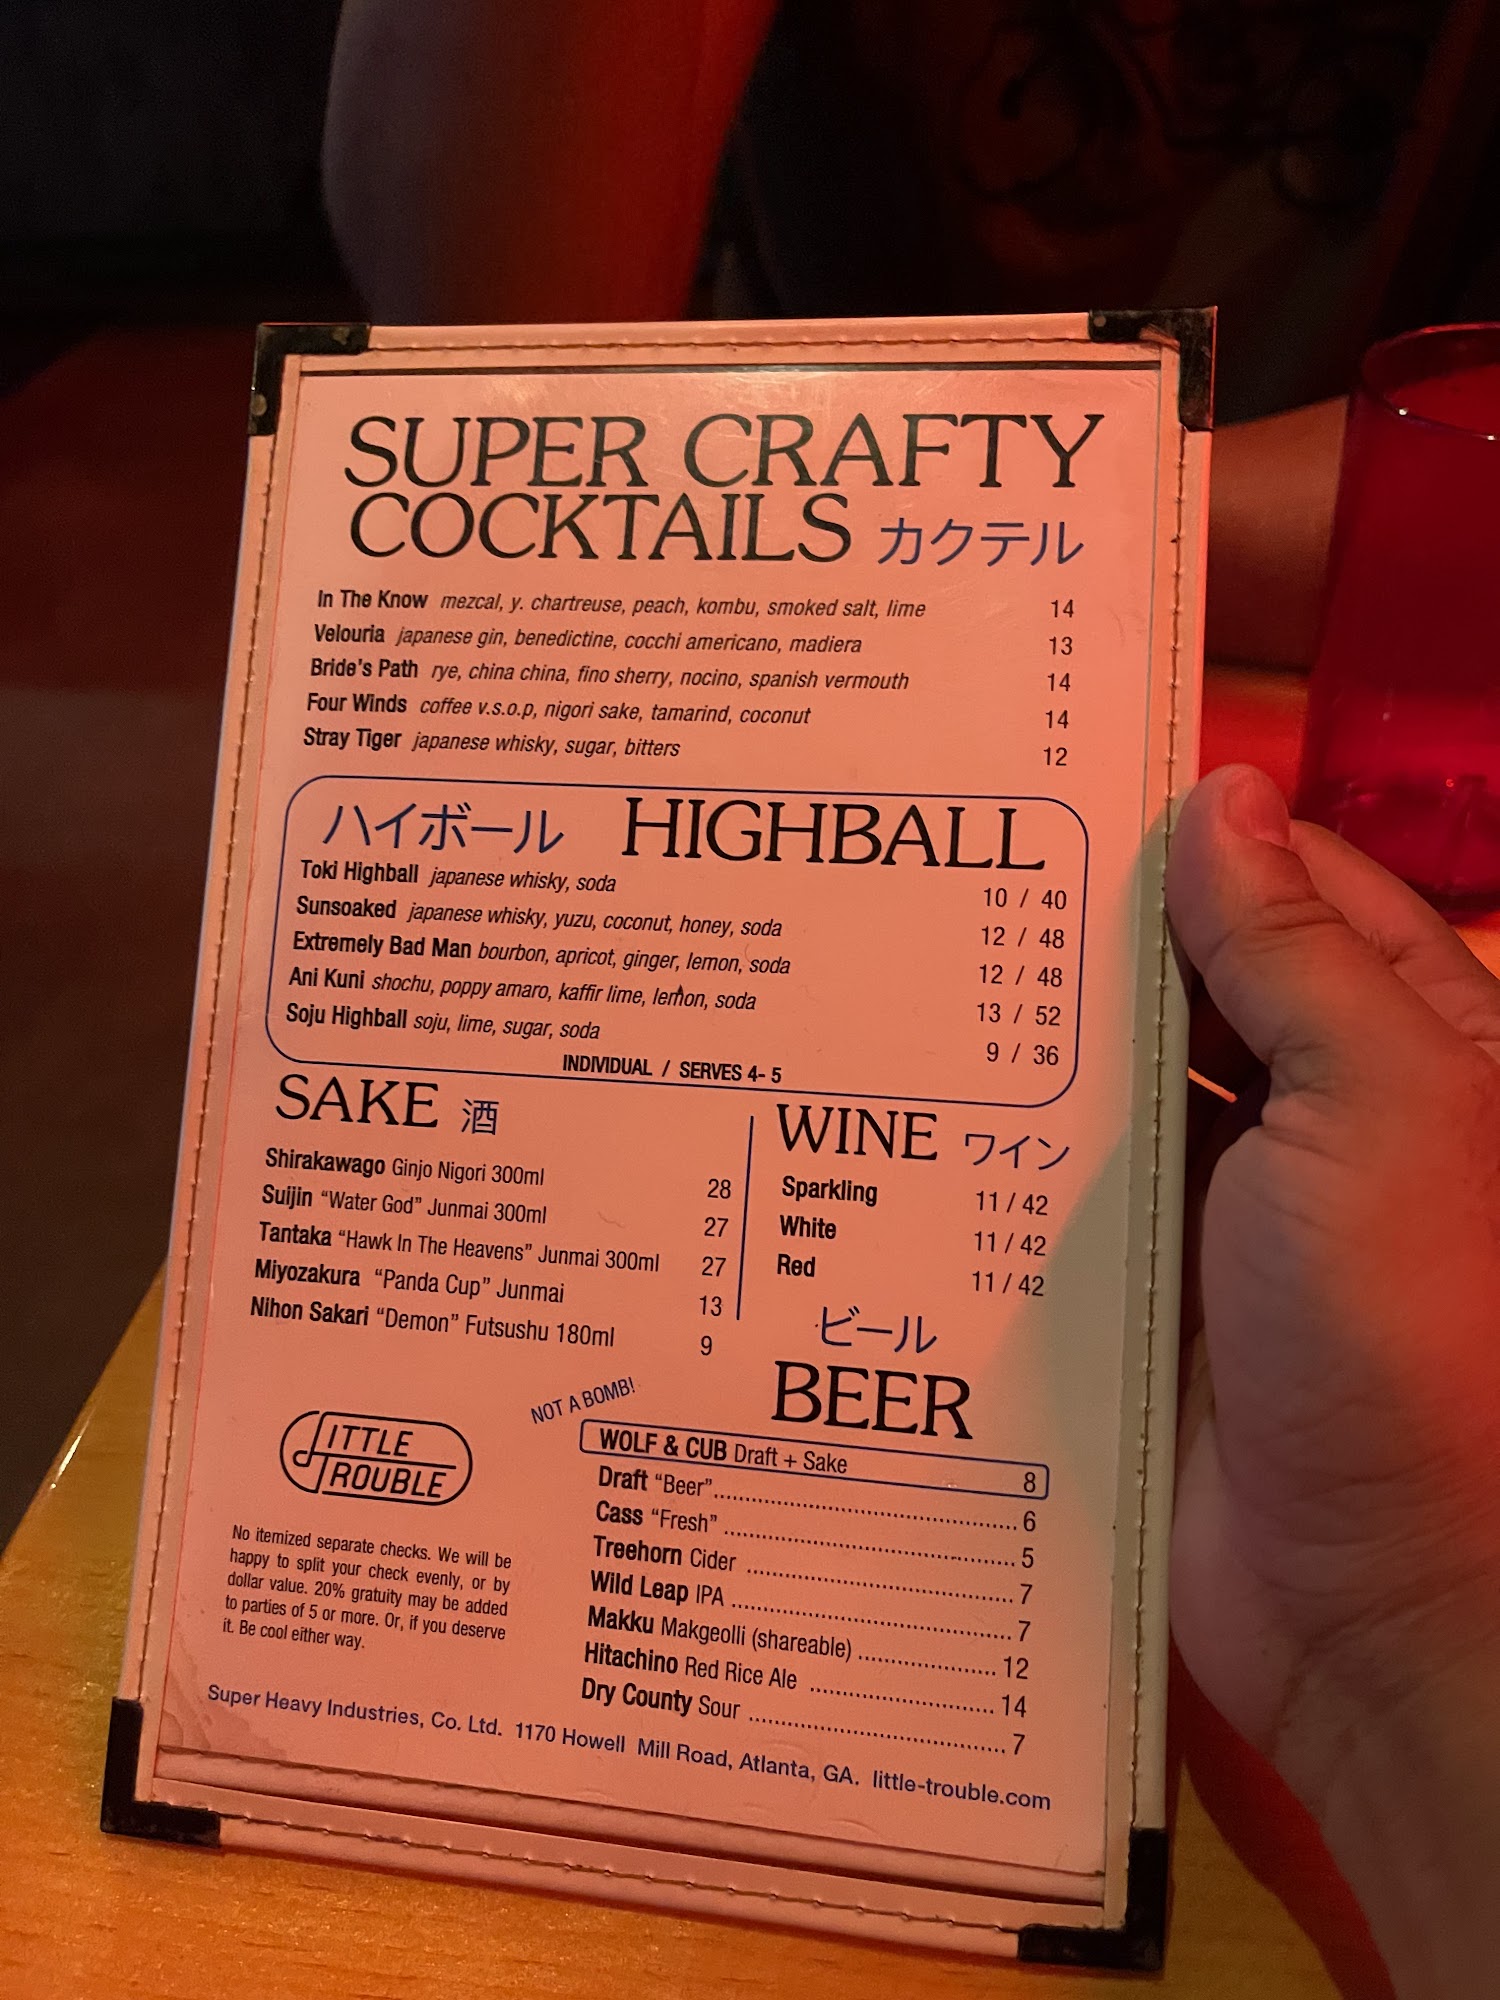 SUPER CRAFTY
COCKTAILS カクテル
In The Know mezcal, y. chartreuse, peach, kombu, smoked salt, lime 14
Velouria japanese gin, benedictine, cocchi americano, madiera 13
Bride's Path rye, china china, fino sherry, nocino, spanish vermouth 14
Four Winds coffee v.s.o.p, nigori sake, tamarind, coconut 14
Stray Tiger japanese whisky, sugar, bitters 12
ハイボール HIGHBALL
Toki Highball japanese whisky, soda 10 / 40
Sunsoaked japanese whisky, yuzu, coconut, honey, soda 12 / 48
Extremely Bad Man bourbon, apricot, ginger, lemon, soda 12 / 48
Ani Kuni shochu, poppy amaro, kaffir lime, lemon, soda 13 / 52
Soju Highball soju, lime, sugar, soda 9 / 36
INDIVIDUAL / SERVES 4- 5
SAKE 酒
Shirakawago Ginjo Nigori 300ml 28
Suijin “Water God” Junmai 300ml 27
Tantaka “Hawk In The Heavens” Junmai 300ml 27
Miyozakura “Panda Cup” Junmai 13
Nihon Sakari “Demon” Futsushu 180ml 9
WINE ワイン
Sparkling 11 / 42
White 11 / 42
Red 11 / 42
ビール
BEER
NOT A BOMB!
WOLF & CUB Draft + Sake 8
Draft “Beer” 6
Cass “Fresh” 5
Treehorn Cider 7
Wild Leap IPA 7
Makku Makgeolli (shareable) 12
Hitachino Red Rice Ale 14
Dry County Sour 7
LITTLE
TROUBLE
No itemized separate checks. We will be
happy to split your check evenly, or by
dollar value. 20% gratuity may be added
to parties of 5 or more. Or, if you deserve
it. Be cool either way.
Super Heavy Industries, Co. Ltd. 1170 Howell Mill Road, Atlanta, GA. little-trouble.com